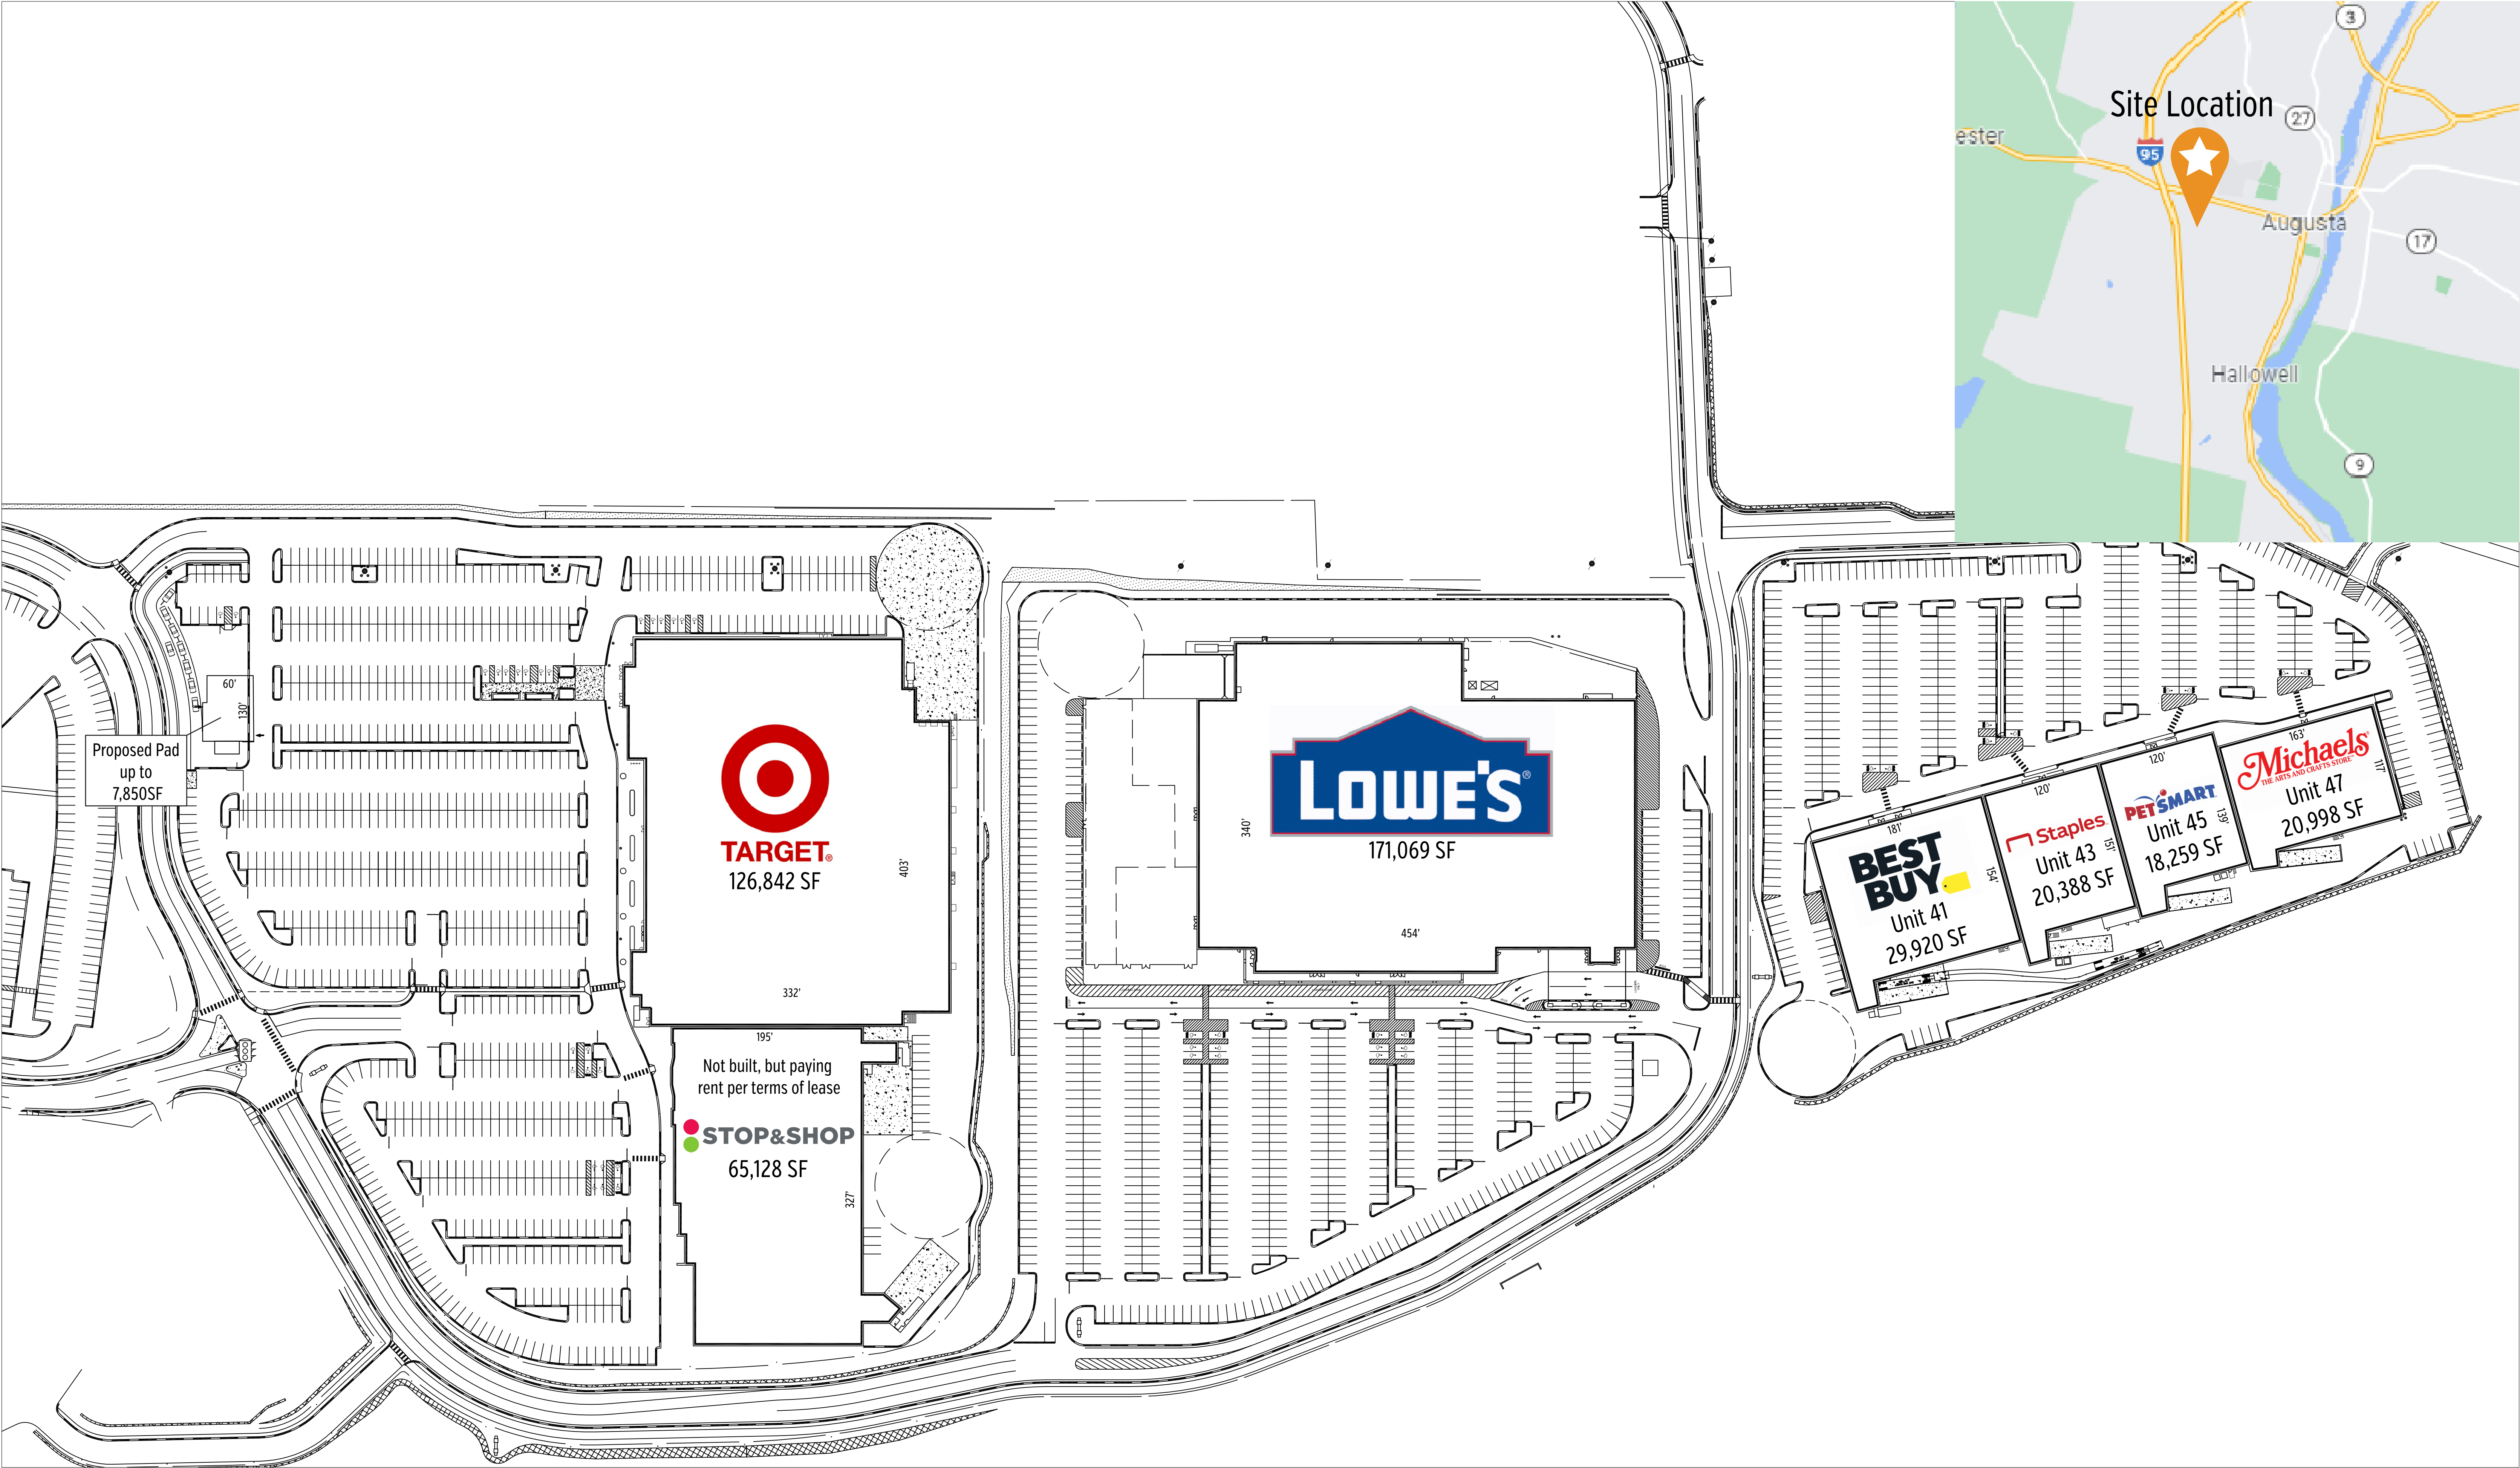 Site Location
3
27
95
ester
Augusta
17
Hallowell
9
60'
130'
Proposed Pad
up to
7,850SF
TARGET®
126,842 SF
403'
332'
195'
Not built, but paying
rent per terms of lease
STOP&SHOP
65,128 SF
327'
LOWE'S®
171,069 SF
340'
454'
181'
BEST
BUY
Unit 41
29,920 SF
154'
120'
Staples
Unit 43
20,388 SF
151'
120'
PETSMART
Unit 45
18,259 SF
139'
163'
Michaels
THE ARTS AND CRAFTS STORE
Unit 47
20,998 SF
117'